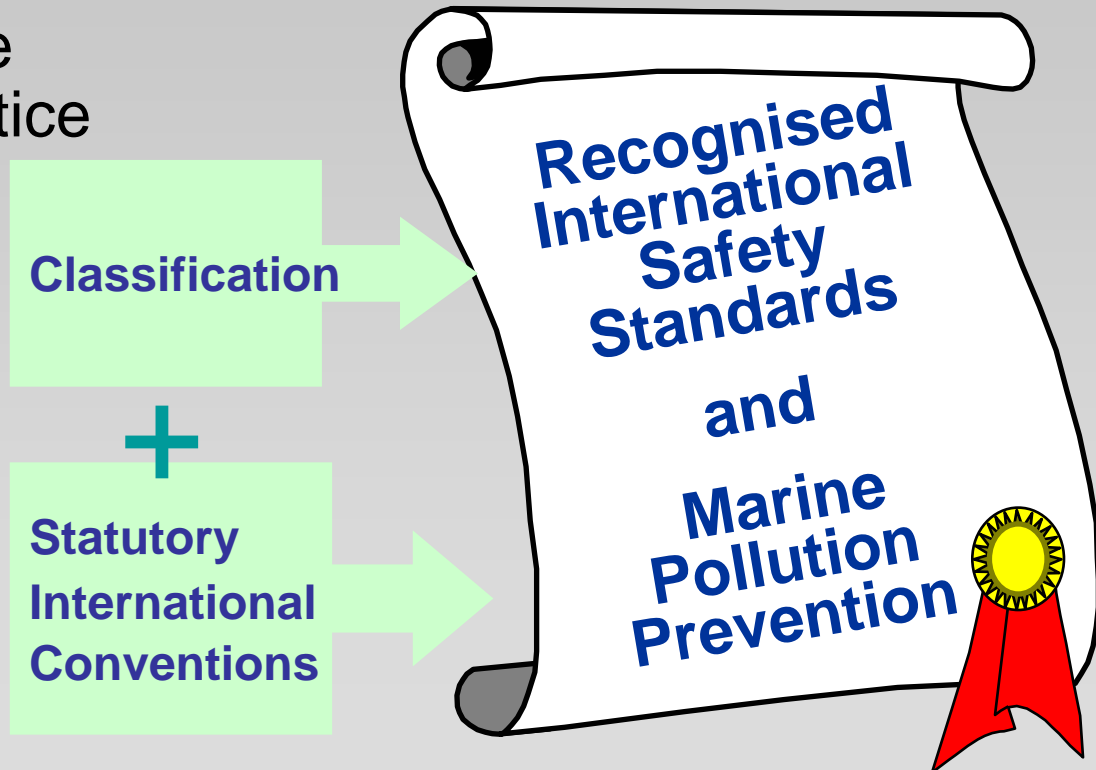 Classification
+
Statutory
International
Conventions
Recognised
International
Safety
Standards
and
Marine
Pollution
Prevention